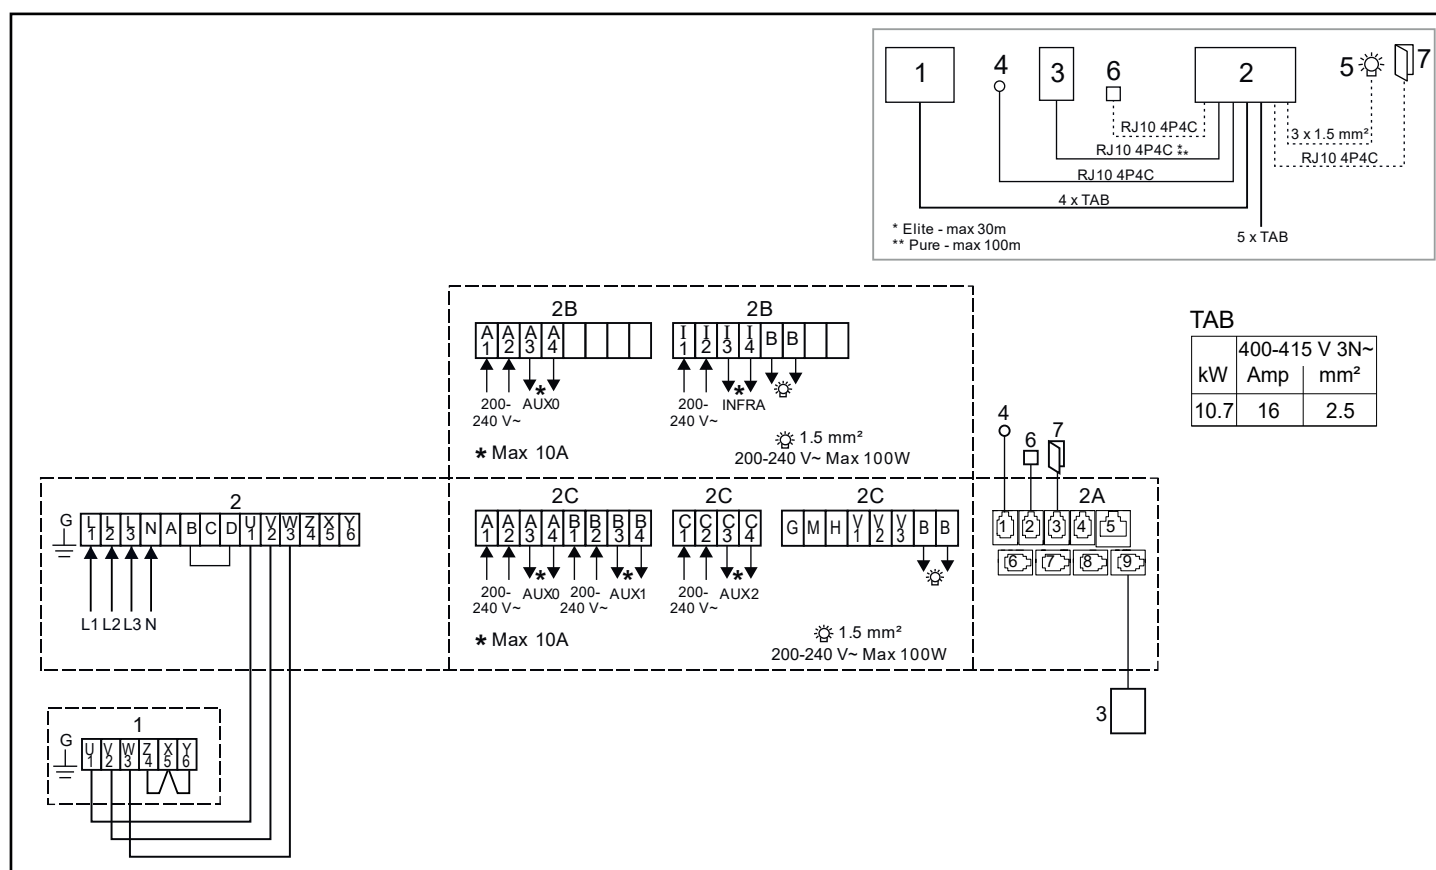 1
4
3
6
2
5
7
RJ10 4P4C
3 x 1.5 mm²
RJ10 4P4C *
**
RJ10 4P4C
RJ10 4P4C
4 x TAB
5 x TAB
* Elite - max 30m
** Pure - max 100m
2B
A1 A2 A3 A4
200-240 V~
* AUX0
* Max 10A
2B
I1 I2 I3 I4 B B
200-240 V~
* INFRA
1.5 mm²
200-240 V~ Max 100W
TAB
400-415 V 3N~
kW Amp mm²
10.7 16 2.5
2
G L1 L2 L3 N A B C D U1 V2 W3 Z4 X5 Y6
L1 L2 L3 N
2C
A1 A2 A3 A4 B1 B2 B3 B4
200-240 V~
* AUX0
200-240 V~
* AUX1
* Max 10A
2C
C1 C2 C3 C4
200-240 V~
* AUX2
2C
G M H V1 V2 V3 B B
1.5 mm²
200-240 V~ Max 100W
4
6
7
2A
1 2 3 4 5
6 7 8 9
3
1
G U1 V2 W3 Z4 X5 Y6